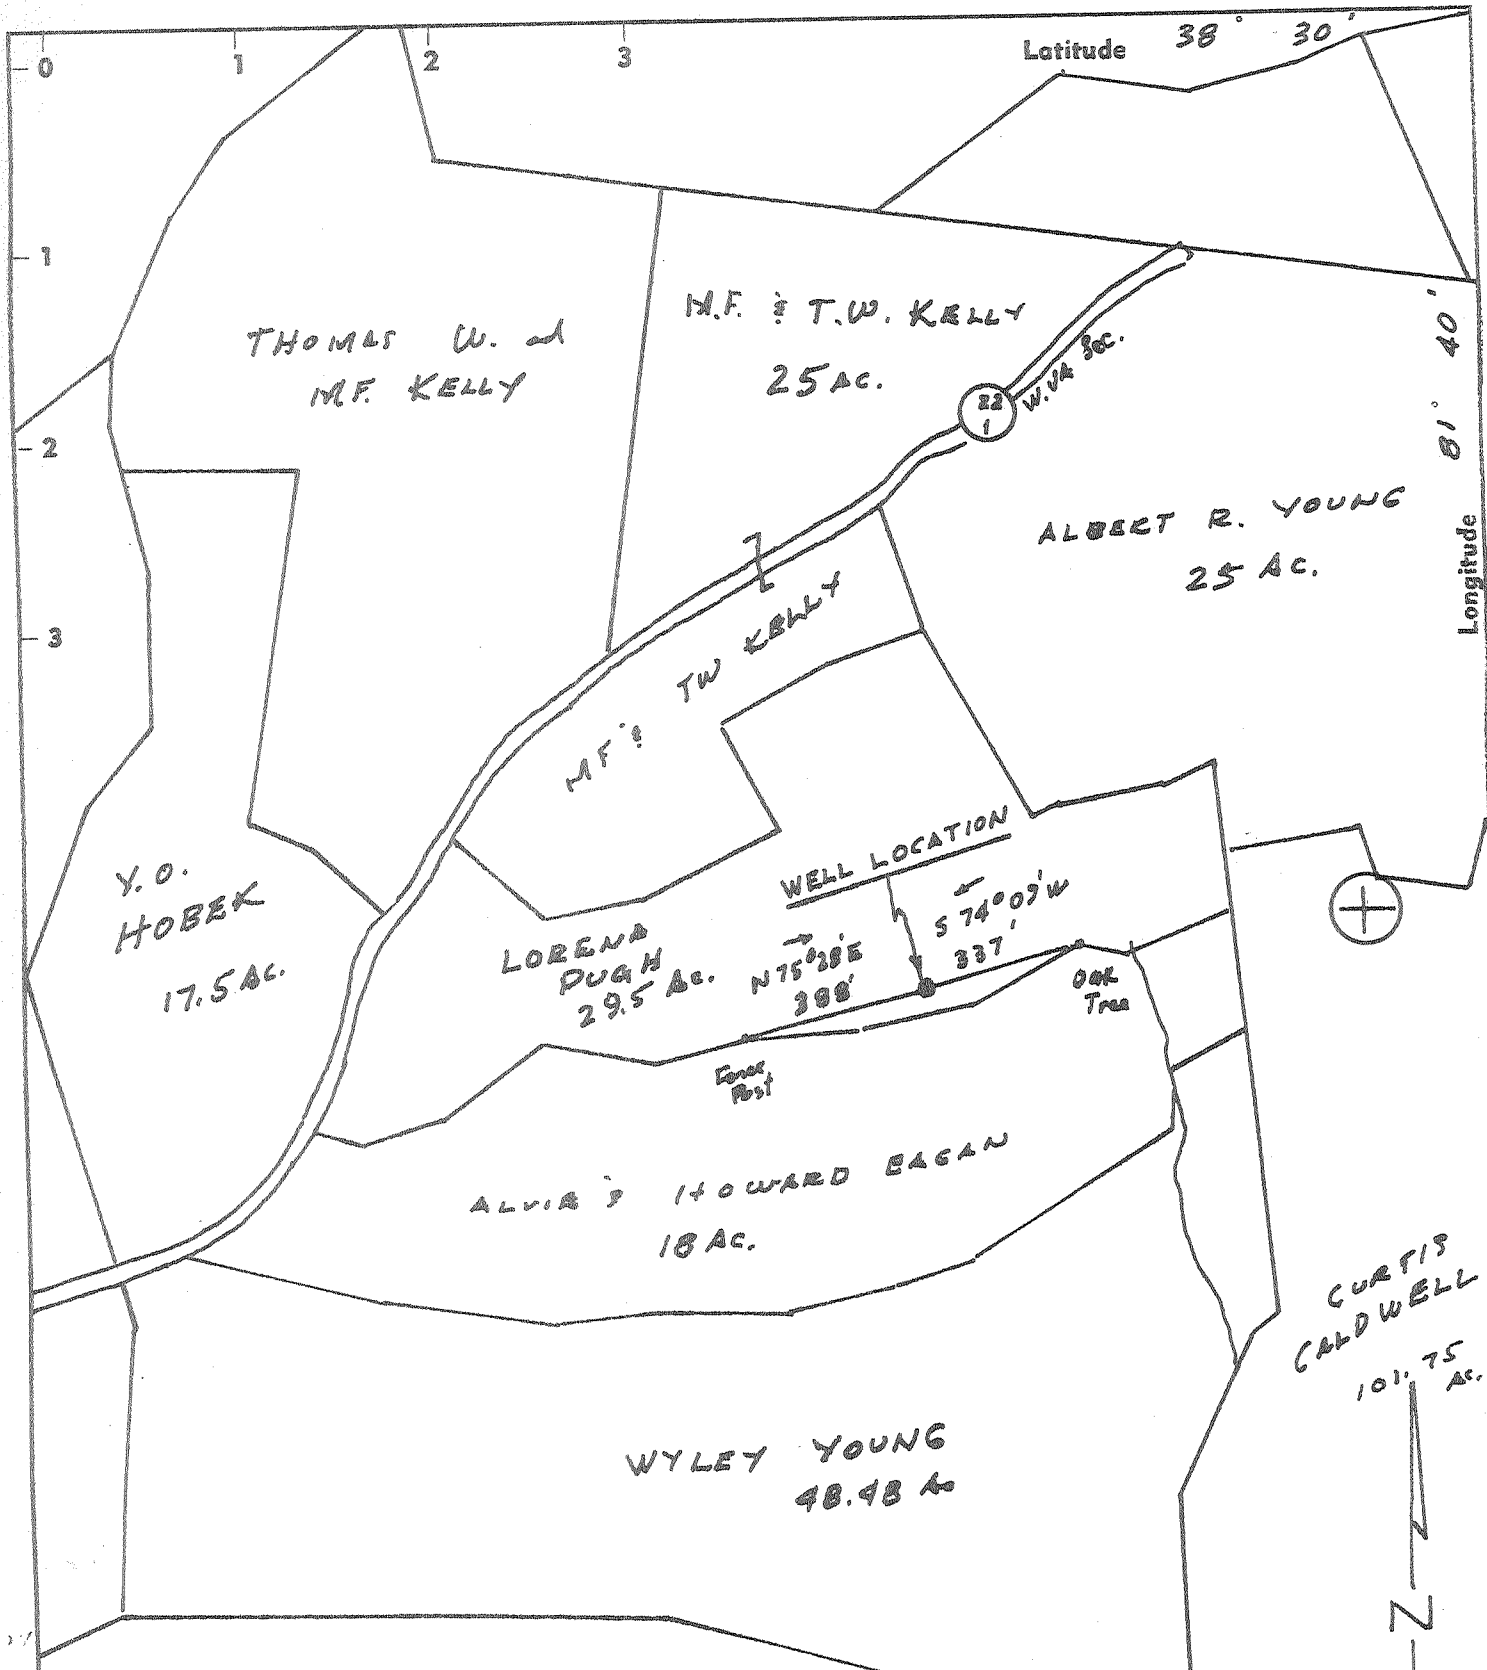 0 1 2 3
Latitude 38° 30'
1
2
3
Longitude 81° 40'
THOMAS W. and
M.F. KELLY
M.F. & T.W. KELLY
25 AC.
22
1
W. VA Sec.
ALBERT R. YOUNG
25 AC.
M F & TW KELLY
Y. O.
HOBEK
17.5 AC.
LORENA
PUGH
29.5 Ac.
WELL LOCATION
N 75° 28' E
388'
S 74° 09' W
337'
OAK
Tree
Fence
Post
ALVIA & HOWARD EAGAN
18 AC.
CURTIS
CALDWELL
101.75
Ac.
WYLEY YOUNG
48.48 Ac
N